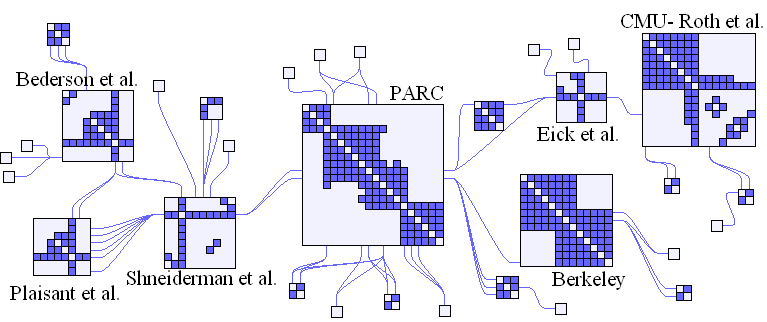 CMU- Roth et al.
Bederson et al.
PARC
Eick et al.
Plaisant et al.
Shneiderman et al.
Berkeley